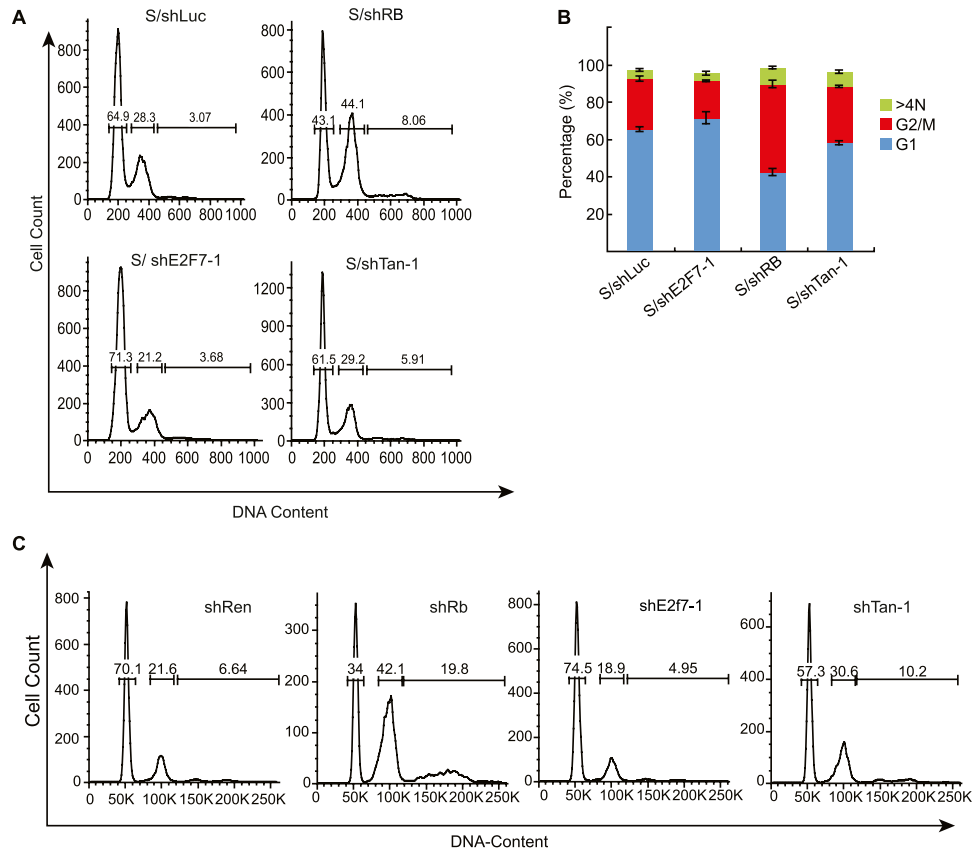 A
B
S/shLuc
S/shRB
Cell Count
800
600
400
200
0
64.9 28.3 3.07
0 200 400 600 800 1000
800
600
400
200
0
43.1 44.1 8.06
0 200 400 600 800 1000
S/ shE2F7-1
S/shTan-1
800
600
400
200
0
71.3 21.2 3.68
0 200 400 600 800 1000
1200
900
600
300
0
61.5 29.2 5.91
0 200 400 600 800 1000
DNA Content
Percentage (%)
100
80
60
40
20
S/shLuc
S/shE2F7-1
S/shRB
S/shTan-1
>4N
G2/M
G1
C
Cell Count
shRen
800
600
400
200
0
70.1 21.6 6.64
0 50K 100K 150K 200K 250K
shRb
300
200
100
0
34 42.1 19.8
0 50K 100K 150K 200K 250K
shE2f7-1
800
600
400
200
0
74.5 18.9 4.95
0 50K 100K 150K 200K 250K
shTan-1
600
400
200
0
57.3 30.6 10.2
0 50K 100K 150K 200K 250K
DNA-Content